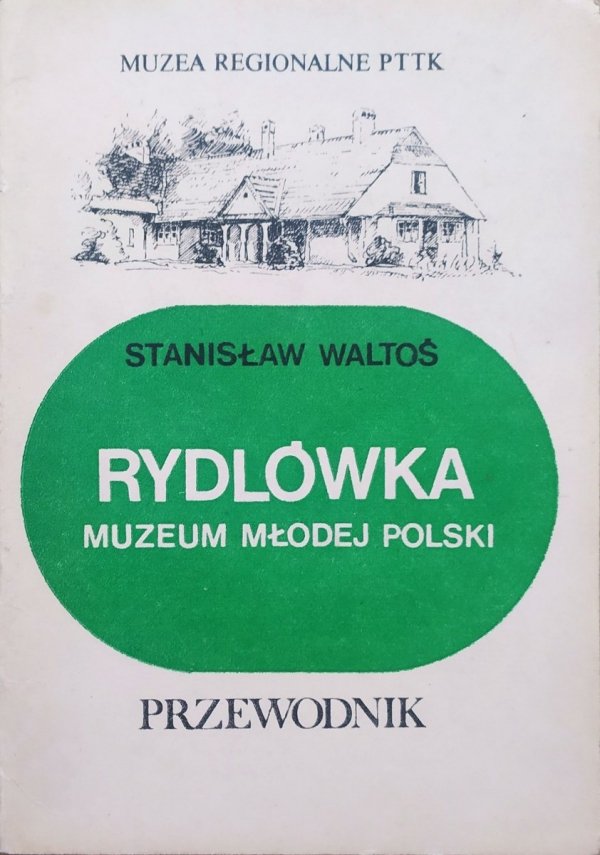 MUZEA REGIONALNE PTTK
STANISŁAW WALTOŚ
RYDLÓWKA
MUZEUM MŁODEJ POLSKI
PRZEWODNIK